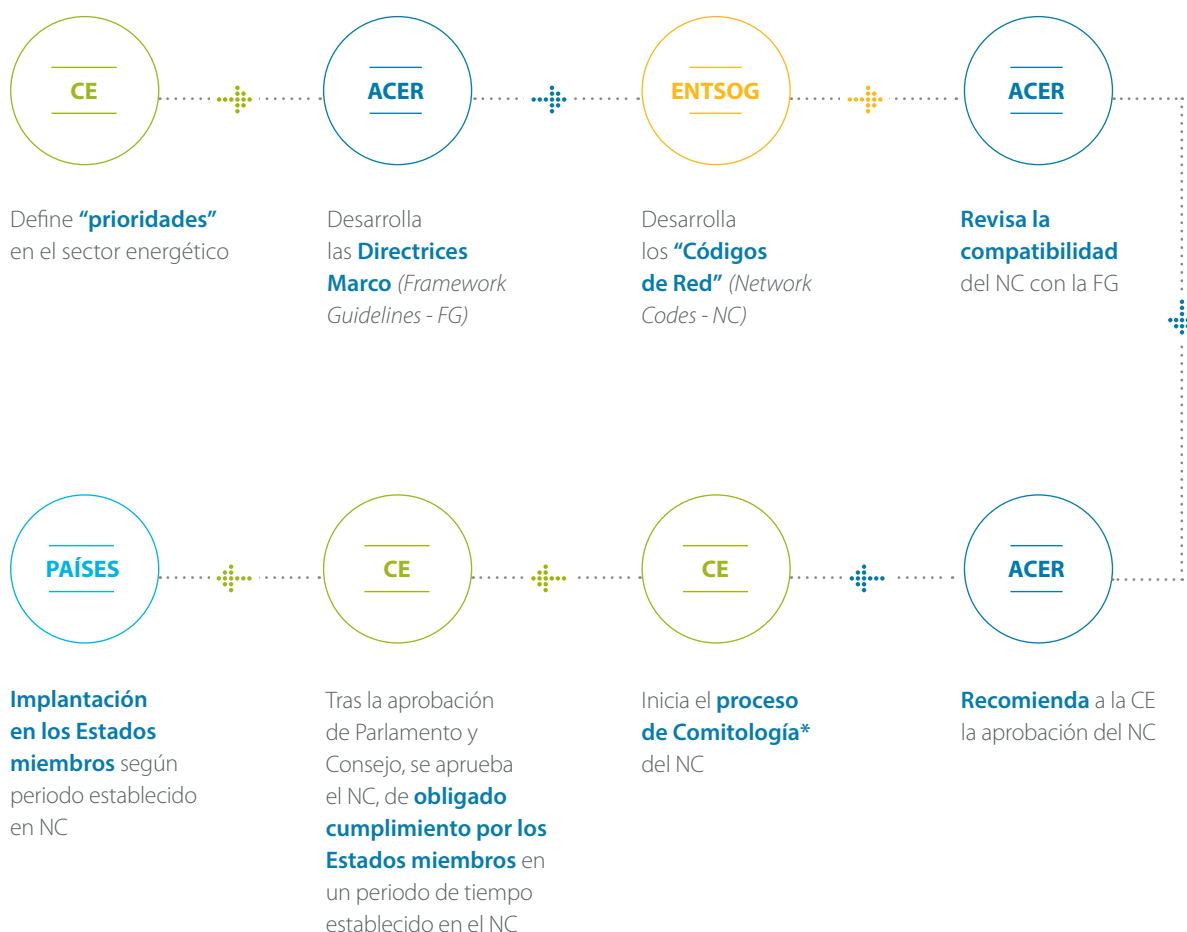 CE
Define “prioridades”
en el sector energético
ACER
Desarrolla
las Directrices
Marco (Framework
Guidelines - FG)
ENTSOG
Desarrolla
los “Códigos
de Red” (Network
Codes - NC)
ACER
Revisa la
compatibilidad
del NC con la FG
ACER
Recomienda a la CE
la aprobación del NC
CE
Inicia el proceso
de Comitología*
del NC
CE
Tras la aprobación
de Parlamento y
Consejo, se aprueba
el NC, de obligado
cumplimiento por los
Estados miembros en
un periodo de tiempo
establecido en el NC
PAÍSES
Implantación
en los Estados
miembros según
periodo establecido
en NC